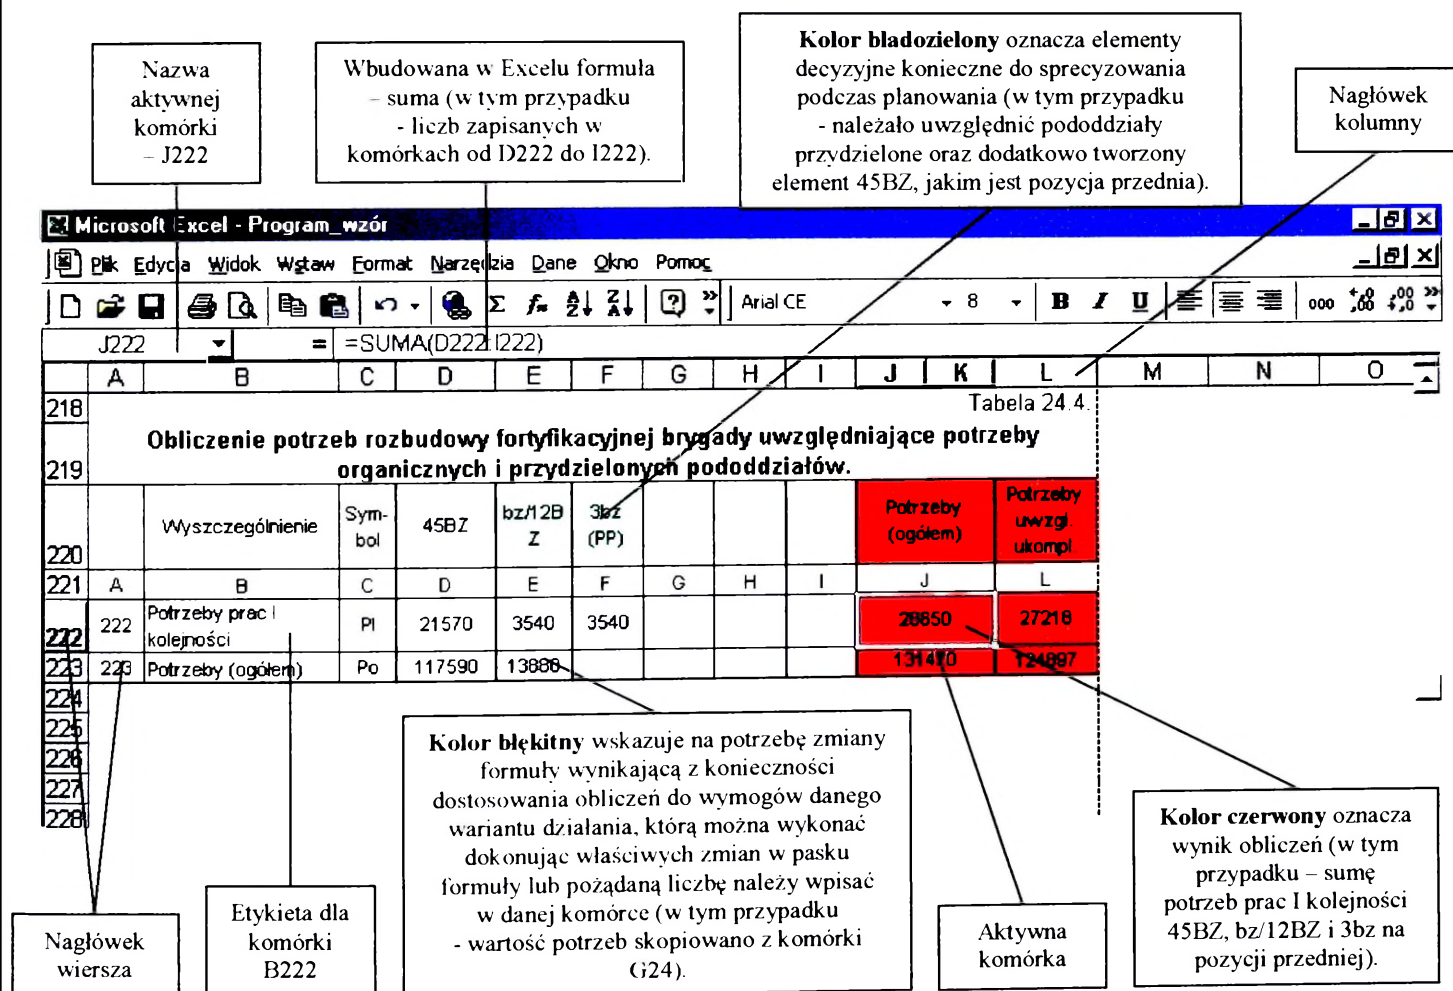 Nazwa
aktywnej
komórki
– J222
Wbudowana w Excelu formuła
– suma (w tym przypadku
- liczb zapisanych w
komórkach od D222 do I222).
Kolor bladozielony oznacza elementy
decyzyjne konieczne do sprecyzowania
podczas planowania (w tym przypadku
- należało uwzględnić pododdziały
przydzielone oraz dodatkowo tworzony
element 45BZ, jakim jest pozycja przednia).
Nagłówek
kolumny
Microsoft Excel - Program_wzór
Plik Edycja Widok Wstaw Format Narzędzia Dane Okno Pomoc
Arial CE 8 B I U 000
J222 = =SUMA(D222:I222)
A B C D E F G H I J K L M N O
218 Tabela 24.4.
Obliczenie potrzeb rozbudowy fortyfikacyjnej brygady uwzględniające potrzeby
219 organicznych i przydzielonych pododdziałów.
220 Wyszczególnienie Sym-
bol 45BZ bz/12B
Z 3bz
(PP) Potrzeby
(ogółem) Potrzeby
uwzgl.
ukompl.
221 A B C D E F G H I J L
222 222 Potrzeby prac I
kolejności PI 21570 3540 3540 28650 27218
223 223 Potrzeby (ogółem) Po 117590 13880 131470 124897
224
225
226
227
228
Kolor błękitny wskazuje na potrzebę zmiany
formuły wynikającą z konieczności
dostosowania obliczeń do wymogów danego
wariantu działania, którą można wykonać
dokonując właściwych zmian w pasku
formuły lub pożądaną liczbę należy wpisać
w danej komórce (w tym przypadku
- wartość potrzeb skopiowano z komórki
G24).
Kolor czerwony oznacza
wynik obliczeń (w tym
przypadku – sumę
potrzeb prac I kolejności
45BZ, bz/12BZ i 3bz na
pozycji przedniej).
Nagłówek
wiersza
Etykieta dla
komórki
B222
Aktywna
komórka